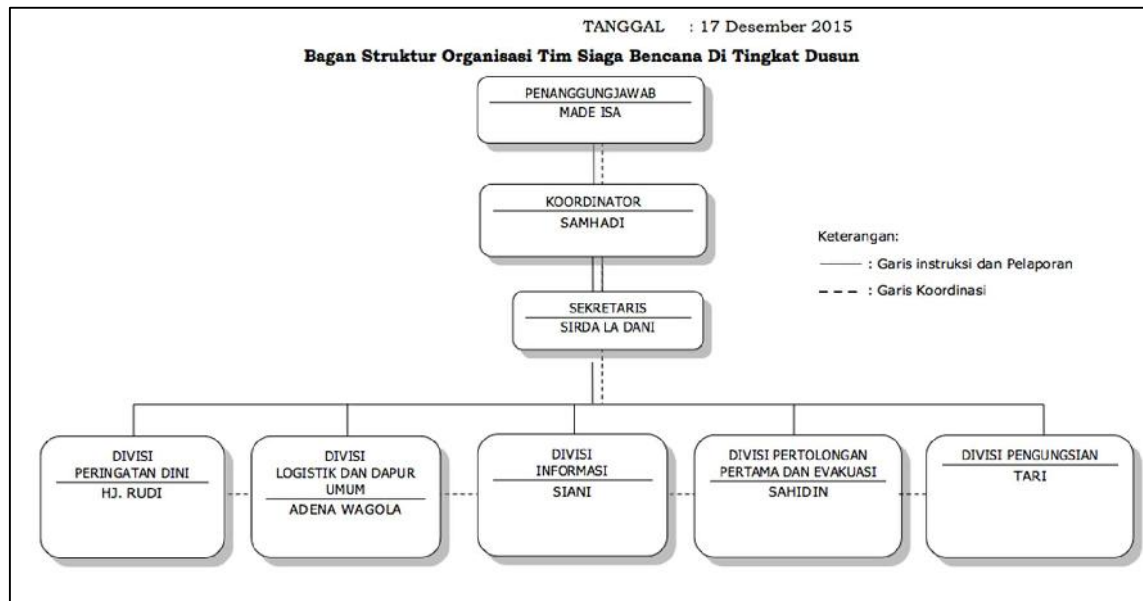 TANGGAL : 17 Desember 2015
Bagan Struktur Organisasi Tim Siaga Bencana Di Tingkat Dusun
PENANGGUNGJAWAB
MADE ISA
KOORDINATOR
SAMHADI
Keterangan:
: Garis instruksi dan Pelaporan
: Garis Koordinasi
SEKRETARIS
SIRDA LA DANI
DIVISI
PERINGATAN DINI
HJ. RUDI
DIVISI
LOGISTIK DAN DAPUR
UMUM
ADENA WAGOLA
DIVISI
INFORMASI
SIANI
DIVISI PERTOLONGAN
PERTAMA DAN EVAKUASI
SAHIDIN
DIVISI PENGUNGSIAN
TARI